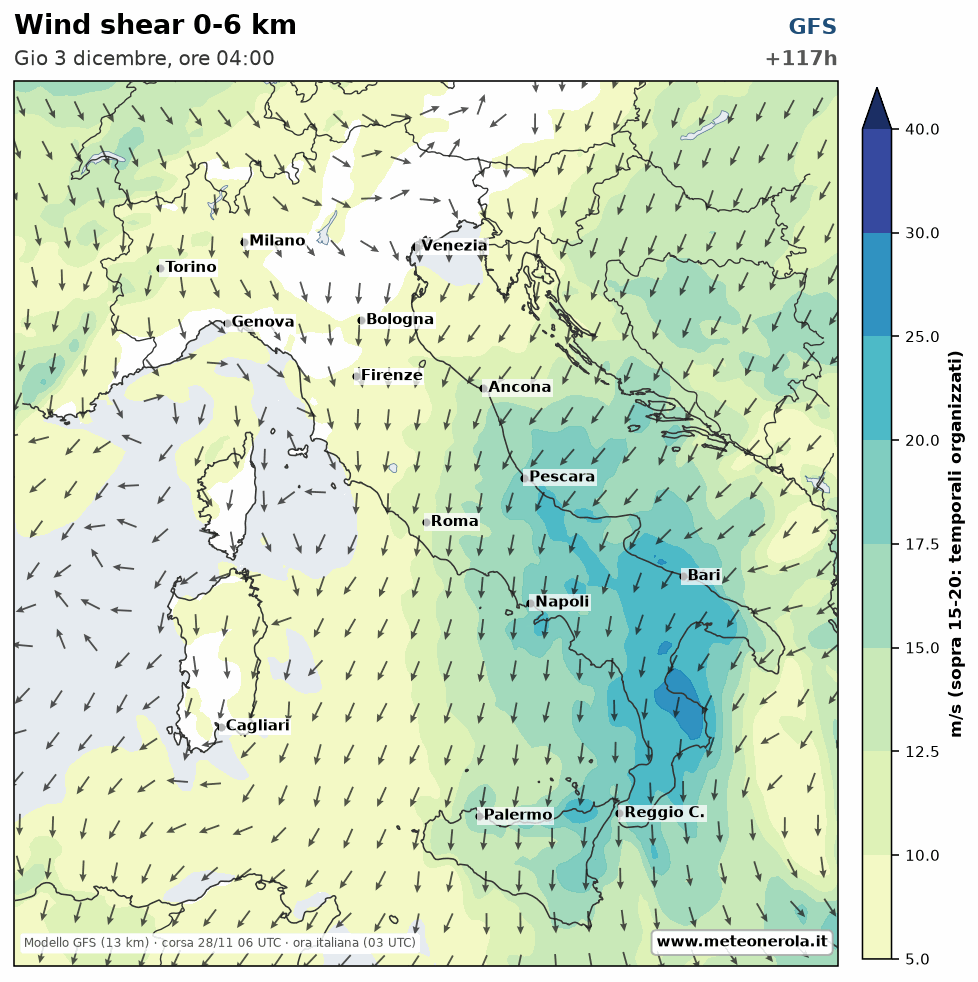 Wind shear 0-6 km
GFS
Gio 3 dicembre, ore 04:00
+117h
Milano
Venezia
Torino
Genova
Bologna
Firenze
Ancona
Pescara
Roma
Bari
Napoli
Cagliari
Palermo
Reggio C.
Modello GFS (13 km) · corsa 28/11 06 UTC · ora italiana (03 UTC)
www.meteonerola.it
40.0
30.0
25.0
20.0
17.5
15.0
12.5
10.0
5.0
m/s (sopra 15-20: temporali organizzati)